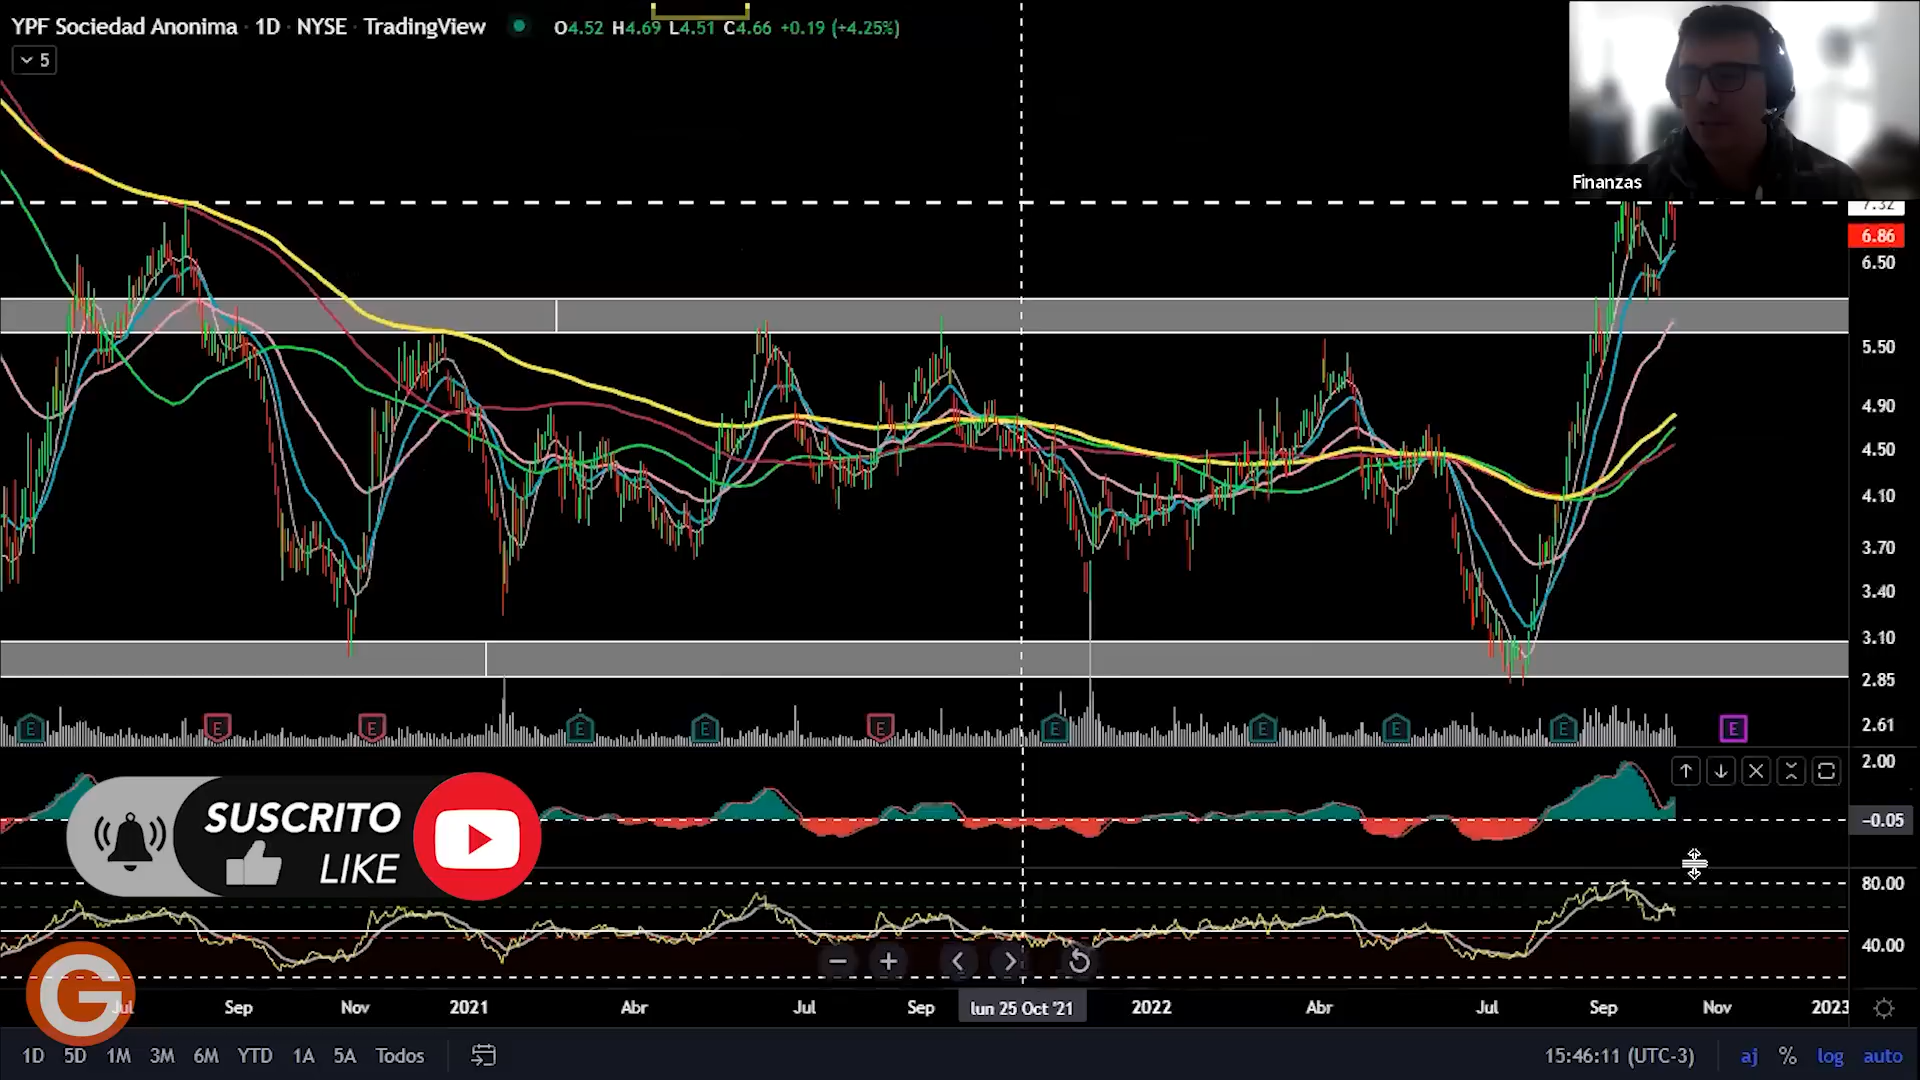 YPF Sociedad Anonima · 1D · NYSE TradingView O4.52 H4.69 L4.51 C4.66 +0.19 (+4.25%)
5
Finanzas
7.32
6.86
6.50
5.50
4.90
4.50
4.10
3.70
3.40
3.10
2.85
2.61
E E E E E E E E E E E
2.00
-0.05
SUSCRITO
LIKE
80.00
40.00
G
Jul Sep Nov 2021 Abr Jul Sep lun 25 Oct '21 2022 Abr Jul Sep Nov 2023
1D 5D 1M 3M 6M YTD 1A 5A Todos 15:46:11 (UTC-3) aj % log auto